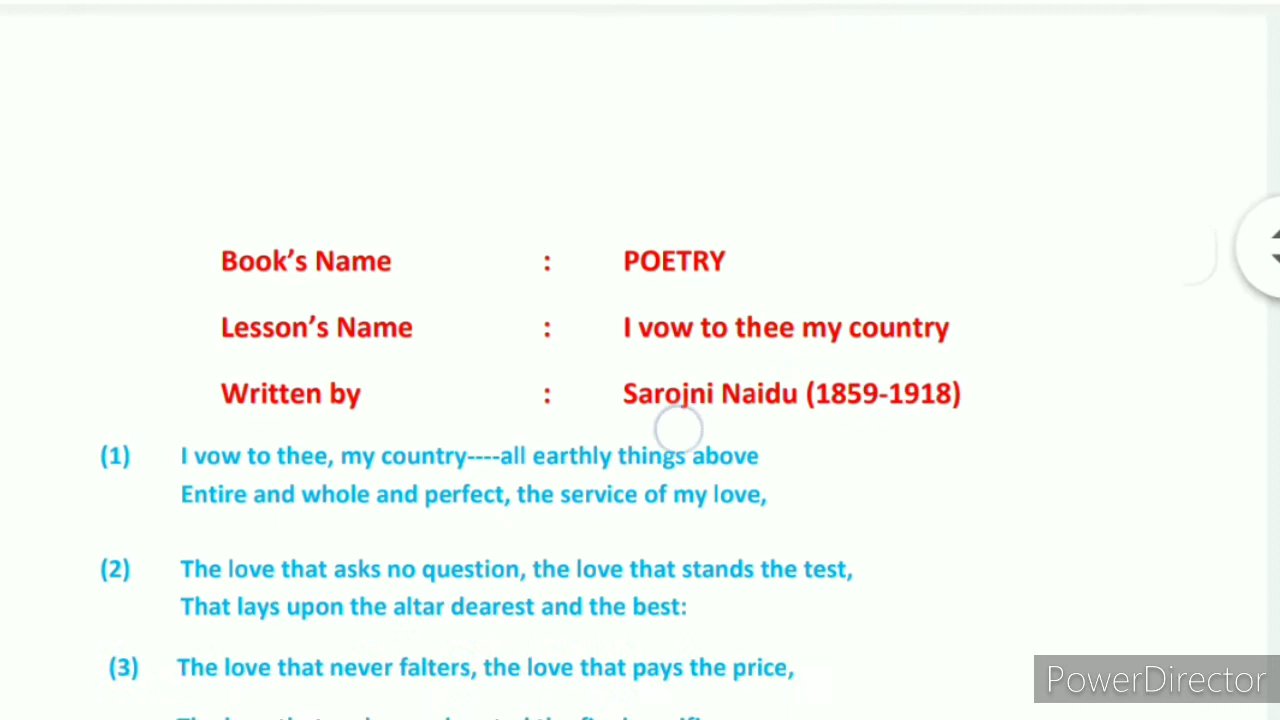 Book's Name : POETRY
Lesson's Name : I vow to thee my country
Written by : Sarojni Naidu (1859-1918)
(1) I vow to thee, my country----all earthly things above
Entire and whole and perfect, the service of my love,
(2) The love that asks no question, the love that stands the test,
That lays upon the altar dearest and the best:
(3) The love that never falters, the love that pays the price,
PowerDirector